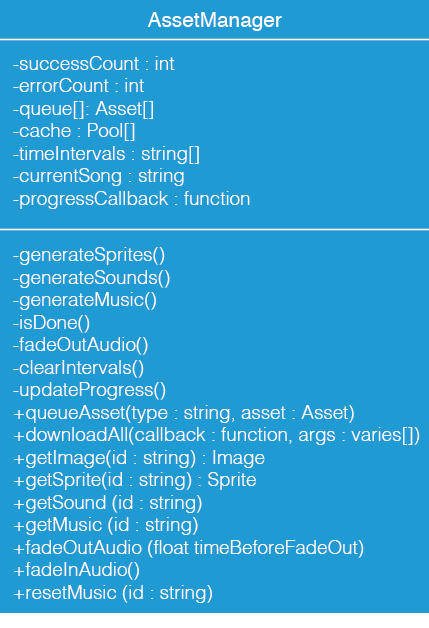 AssetManager
-successCount : int
-errorCount : int
-queue[]: Asset[]
-cache : Pool[]
-timeIntervals : string[]
-currentSong : string
-progressCallback : function
-generateSprites()
-generateSounds()
-generateMusic()
-isDone()
-fadeOutAudio()
-clearIntervals()
-updateProgress()
+queueAsset(type : string, asset : Asset)
+downloadAll(callback : function, args : varies[])
+getImage(id : string) : Image
+getSprite(id : string) : Sprite
+getSound (id : string)
+getMusic (id : string)
+fadeOutAudio (float timeBeforeFadeOut)
+fadeInAudio()
+resetMusic (id : string)